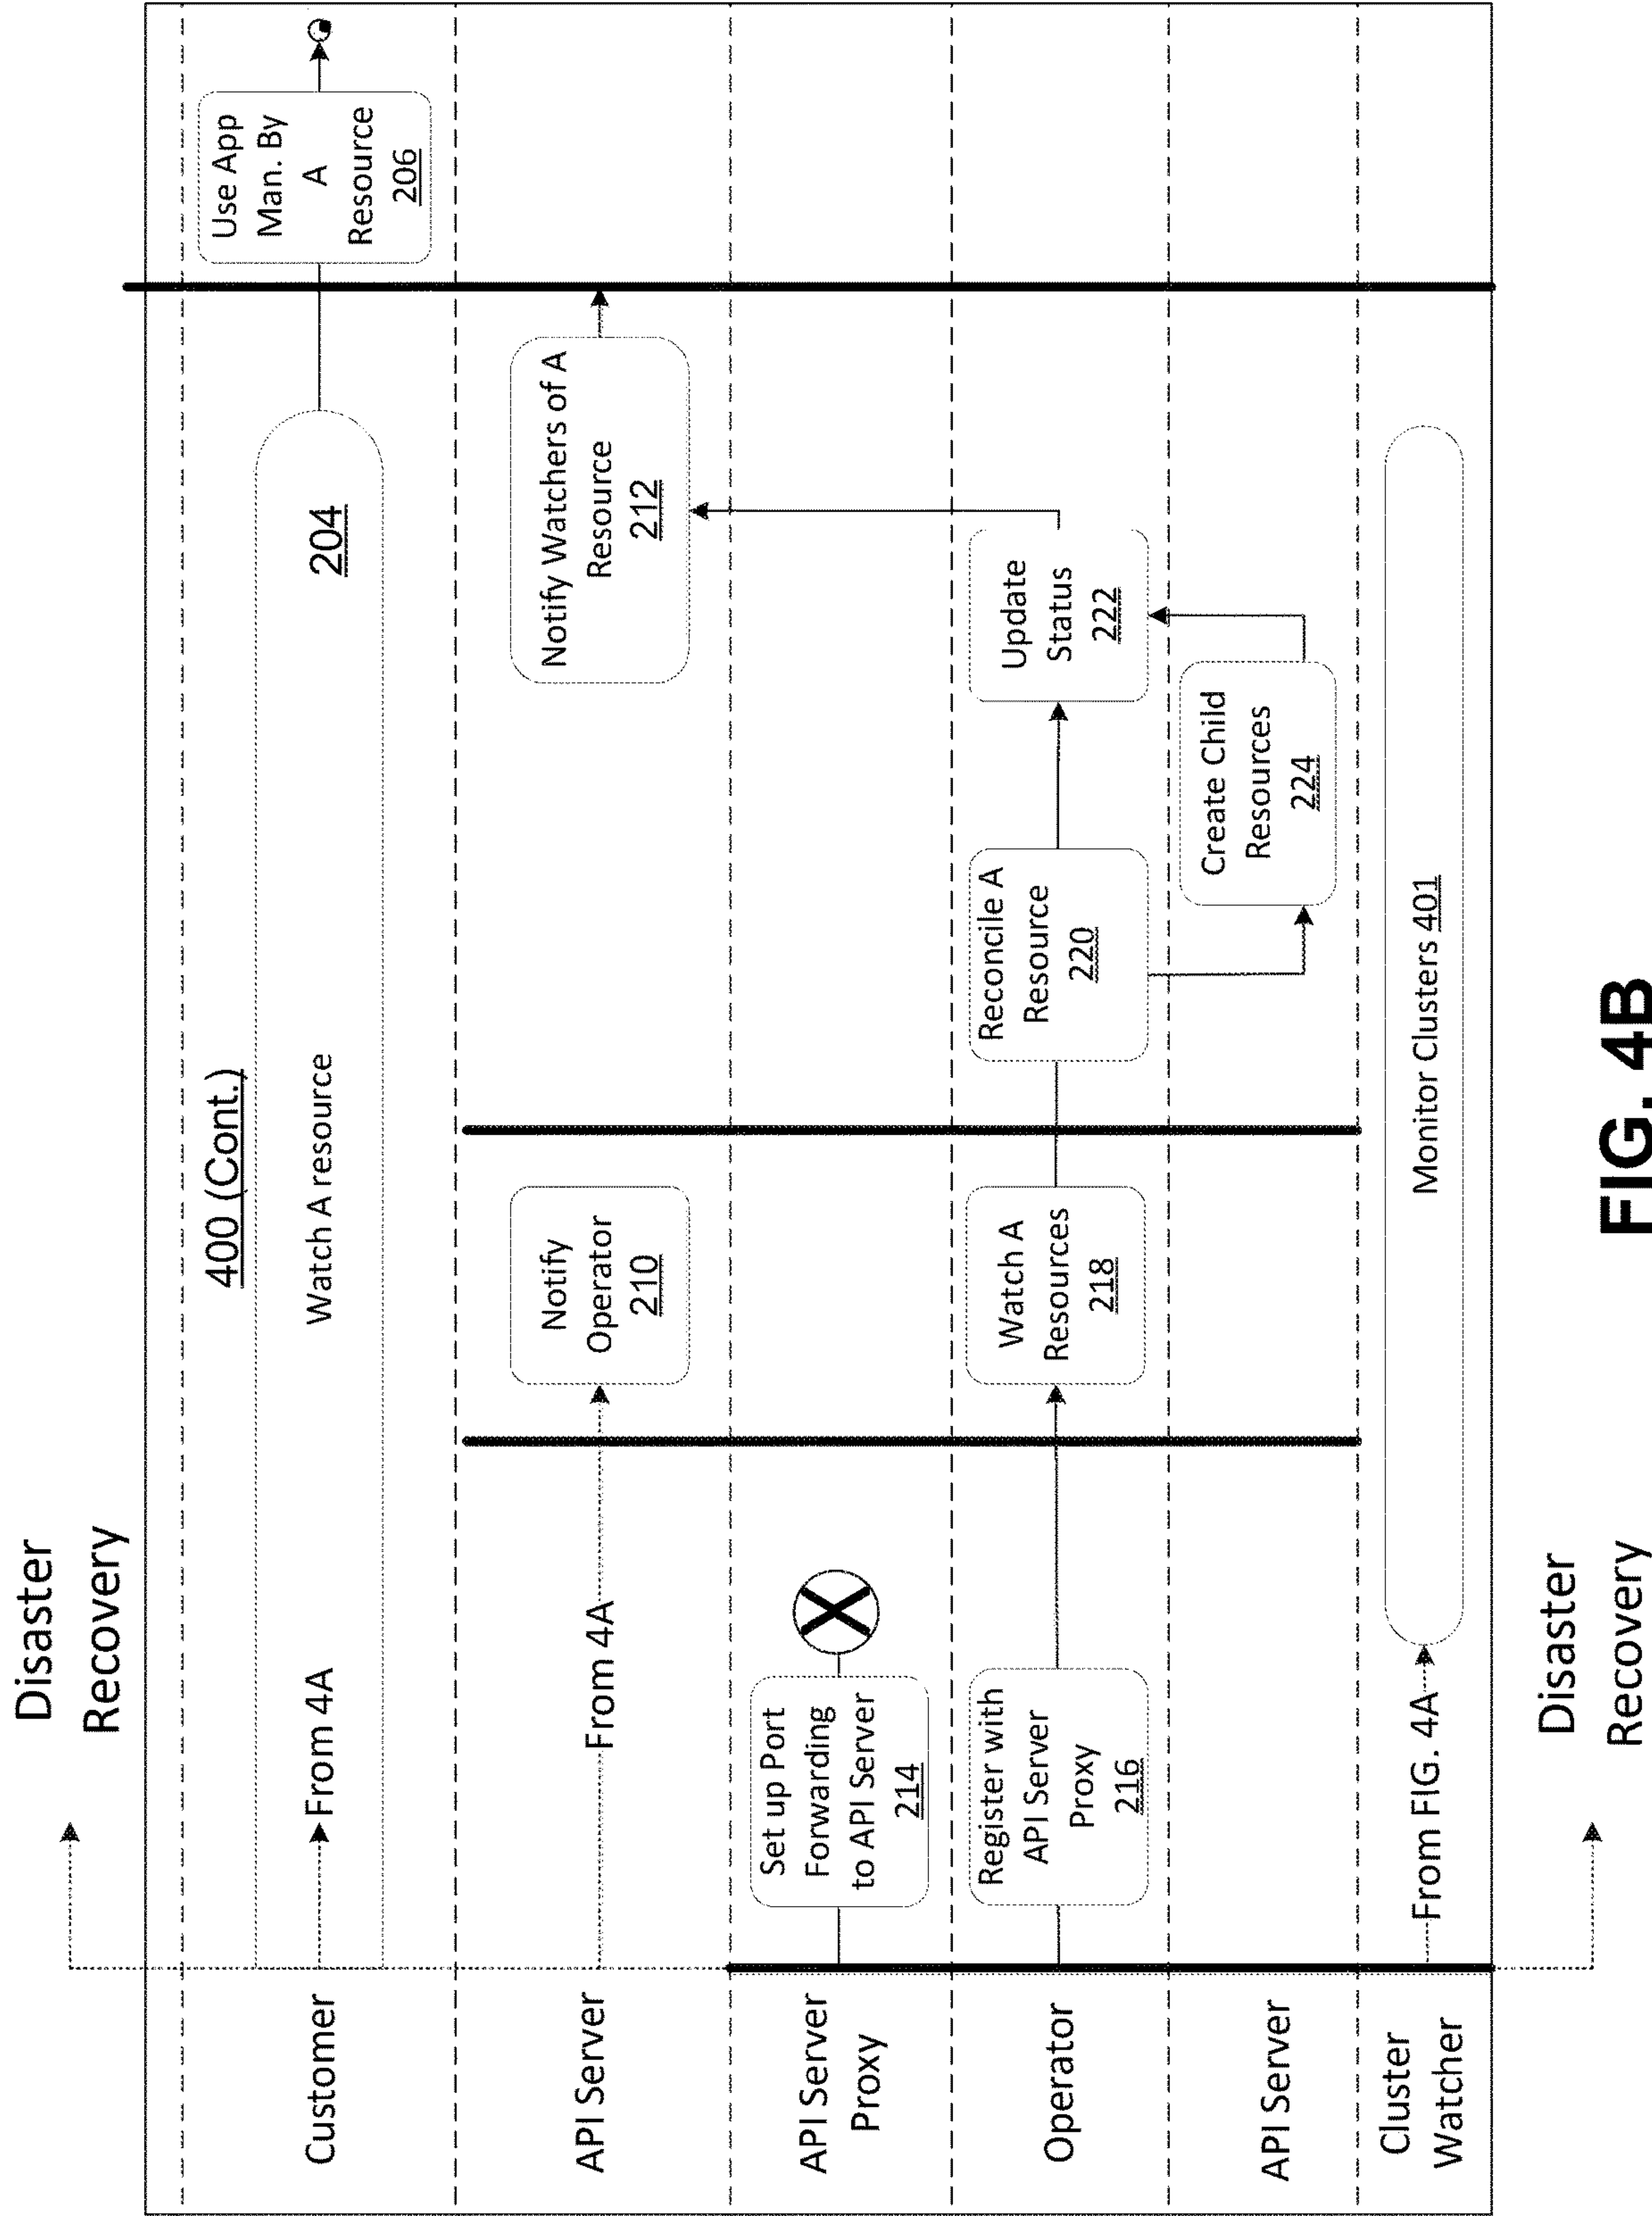 Disaster
Recovery
400 (Cont.)
Customer
From 4A
Watch A resource
204
Use App
Man. By
A
Resource
206
API Server
From 4A
Notify
Operator
210
Notify Watchers of A
Resource
212
API Server
Proxy
Set up Port
Forwarding
to API Server
214
X
Operator
Register with
API Server
Proxy
216
Watch A
Resources
218
Reconcile A
Resource
220
Update
Status
222
API Server
Create Child
Resources
224
Cluster
Watcher
From FIG. 4A
Monitor Clusters 401
Disaster
Recovery
FIG. 4B